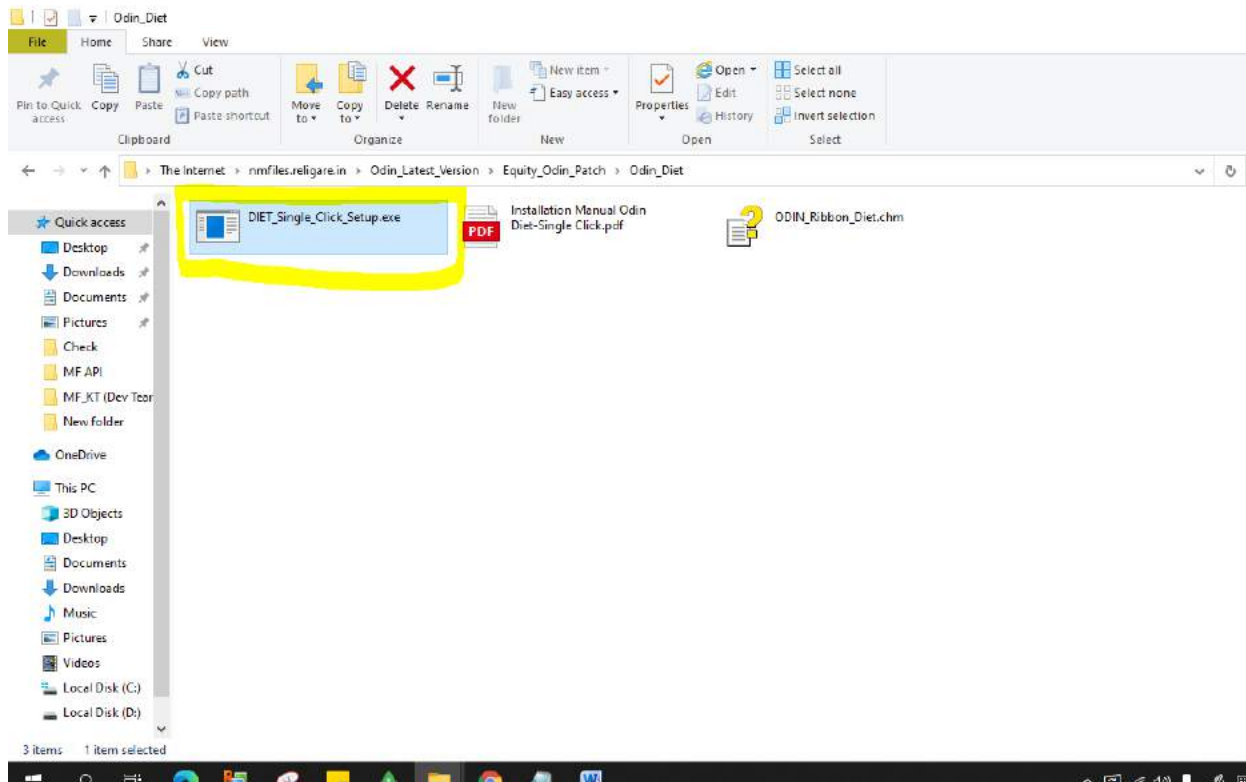 Odin_Diet
File Home Share View
Pin to Quick access
Copy
Paste
Cut
Copy path
Paste shortcut
Clipboard
Move to
Copy to
Delete
Rename
Organize
New folder
New item
Easy access
New
Properties
Open
Edit
History
Open
Select all
Select none
Invert selection
Select
The Internet > nmfiles.religare.in > Odin_Latest_Version > Equity_Odin_Patch > Odin_Diet
Quick access
Desktop
Downloads
Documents
Pictures
Check
MF API
MF_KT (Dev Tear
New folder
OneDrive
This PC
3D Objects
Desktop
Documents
Downloads
Music
Pictures
Videos
Local Disk (C:)
Local Disk (D:)
DIET_Single_Click_Setup.exe
PDF
Installation Manual Odin
Diet-Single Click.pdf
ODIN_Ribbon_Diet.chm
3 items 1 item selected